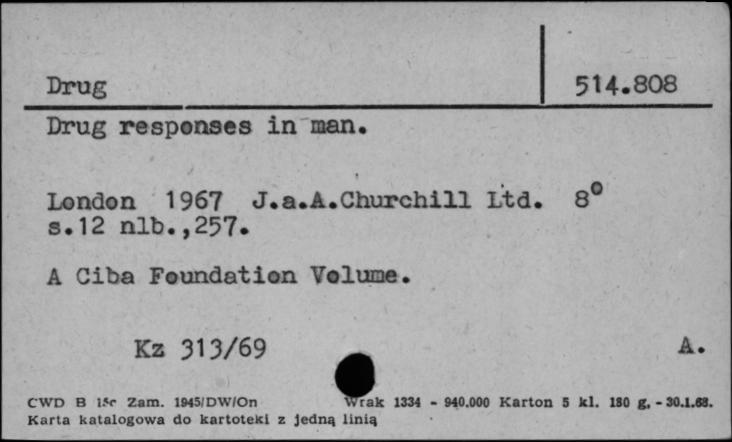 Drug 514.808
Drug responses in man.
London 1967 J.a.A.Churchill Ltd. 8°
s.12 nlb.,257.
A Ciba Foundation Volume.
Kz 313/69 A.
CWD B 15c Zam. 1945/DW/On Wrak 1334 - 940.000 Karton 5 kl. 180 g. - 30.1.68.
Karta katalogowa do kartoteki z jedną linią